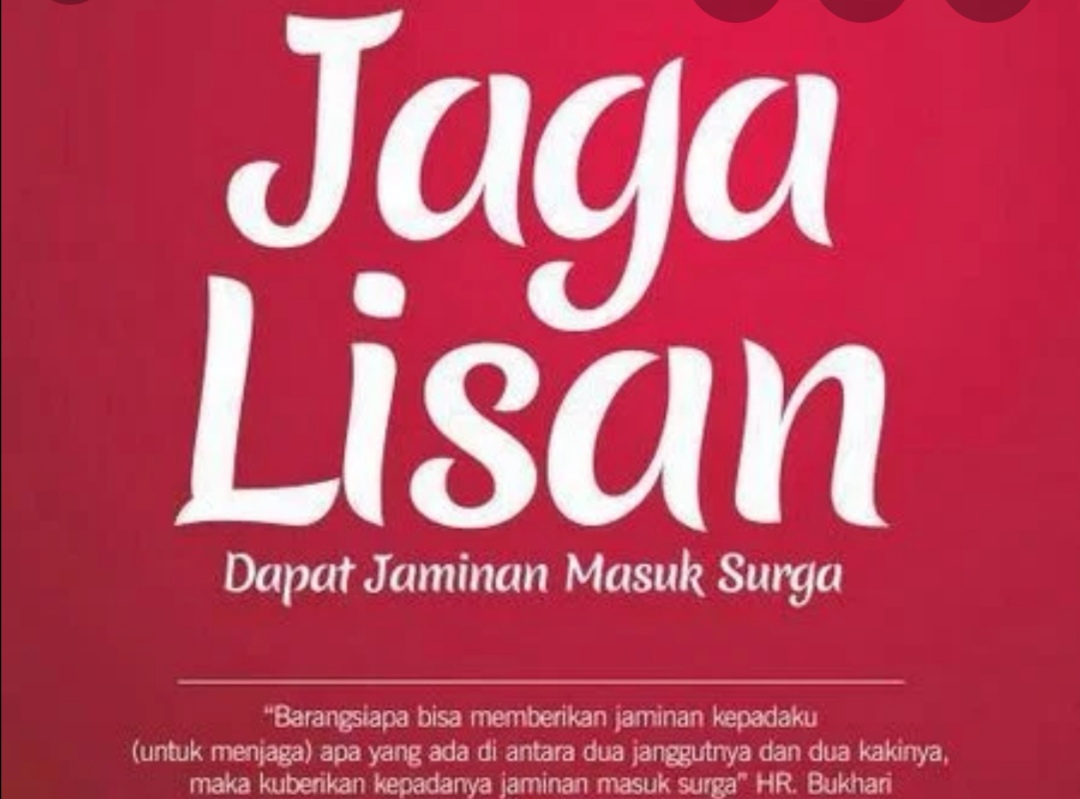 Jaga
Lisan
Dapat Jaminan Masuk Surga
“Barangsiapa bisa memberikan jaminan kepadaku
(untuk menjaga) apa yang ada di antara dua janggutnya dan dua kakinya,
maka kuberikan kepadanya jaminan masuk surga” HR. Bukhari